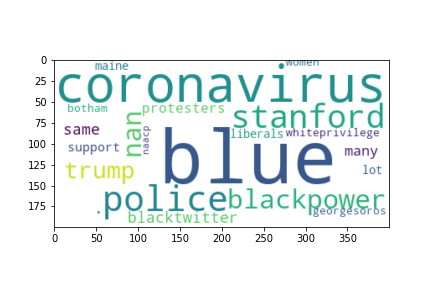 0
25
50
75
100
125
150
175
maine women
coronavirus
botham protesters stanford
same nan naacp liberals whiteprivilege
support blue many
trump lot
police blackpower
. blacktwitter georgesoros
0 50 100 150 200 250 300 350